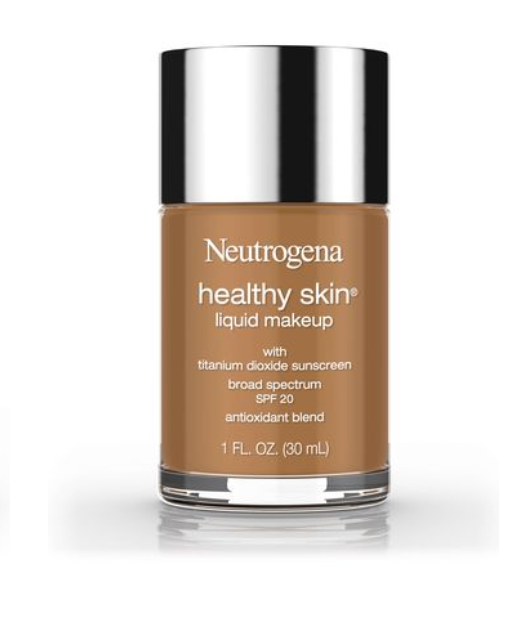 Neutrogena
healthy skin®
liquid makeup
with
titanium dioxide sunscreen
broad spectrum
SPF 20
antioxidant blend
1 FL. OZ. (30 mL)